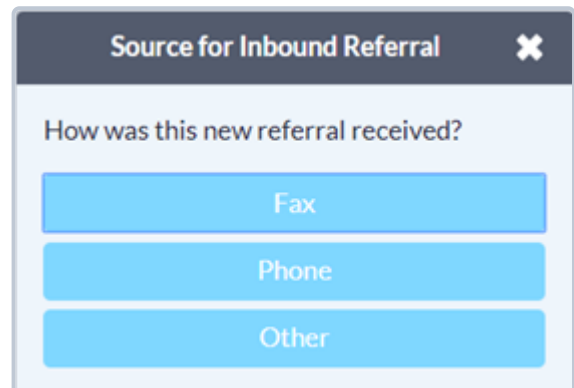 Source for Inbound Referral
How was this new referral received?
Fax
Phone
Other